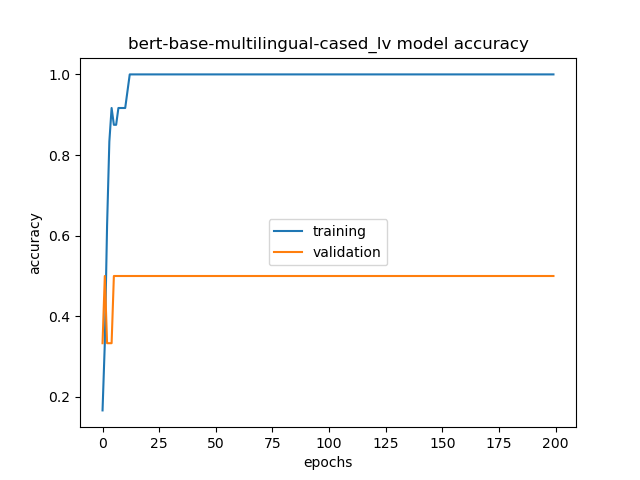 bert-base-multilingual-cased_lv model accuracy
1.0
0.8
0.6
0.4
0.2
accuracy
training
validation
0 25 50 75 100 125 150 175 200
epochs